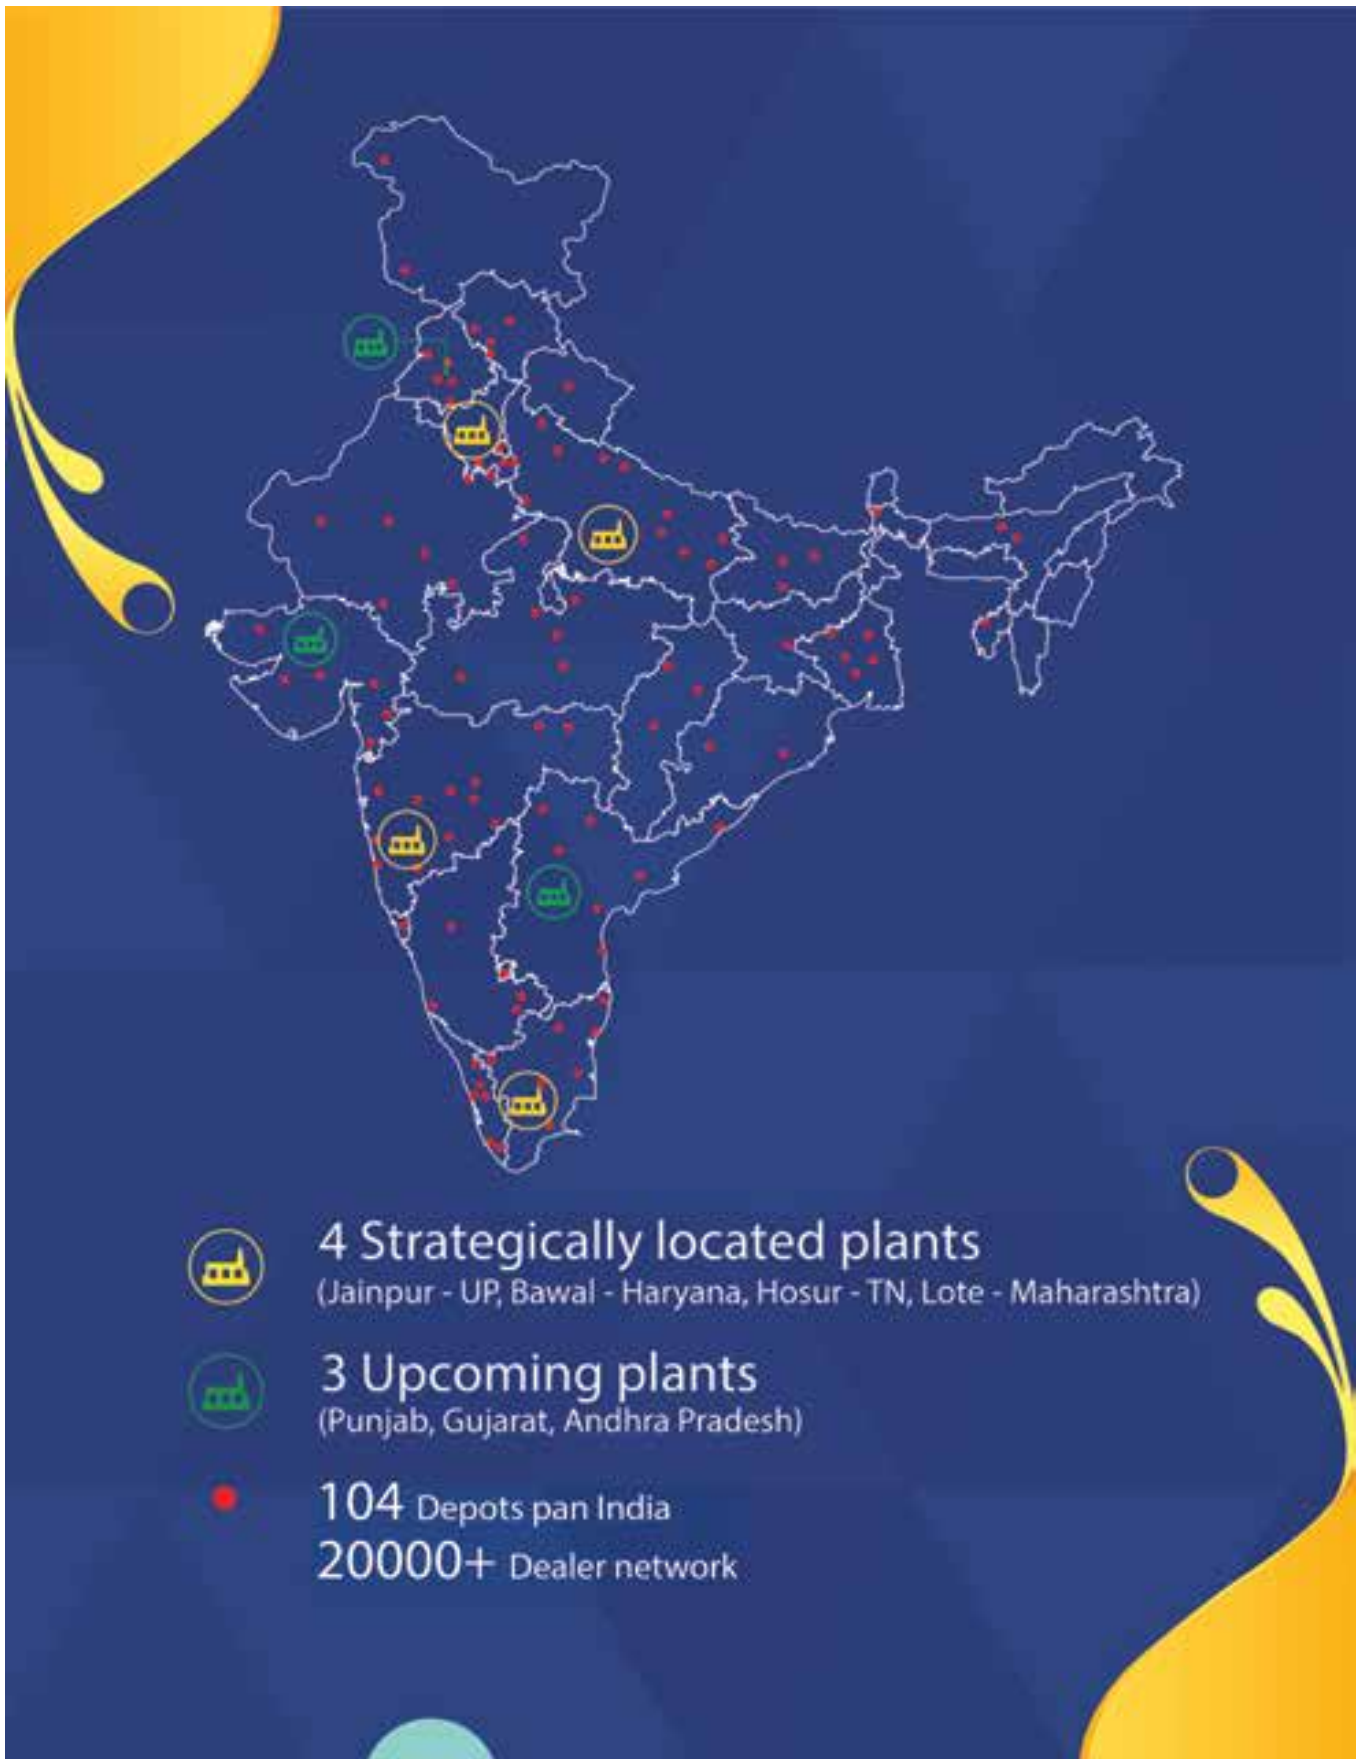 4 Strategically located plants
(Jainpur - UP, Bawal - Haryana, Hosur - TN, Lote - Maharashtra)
3 Upcoming plants
(Punjab, Gujarat, Andhra Pradesh)
104 Depots pan India
20000+ Dealer network